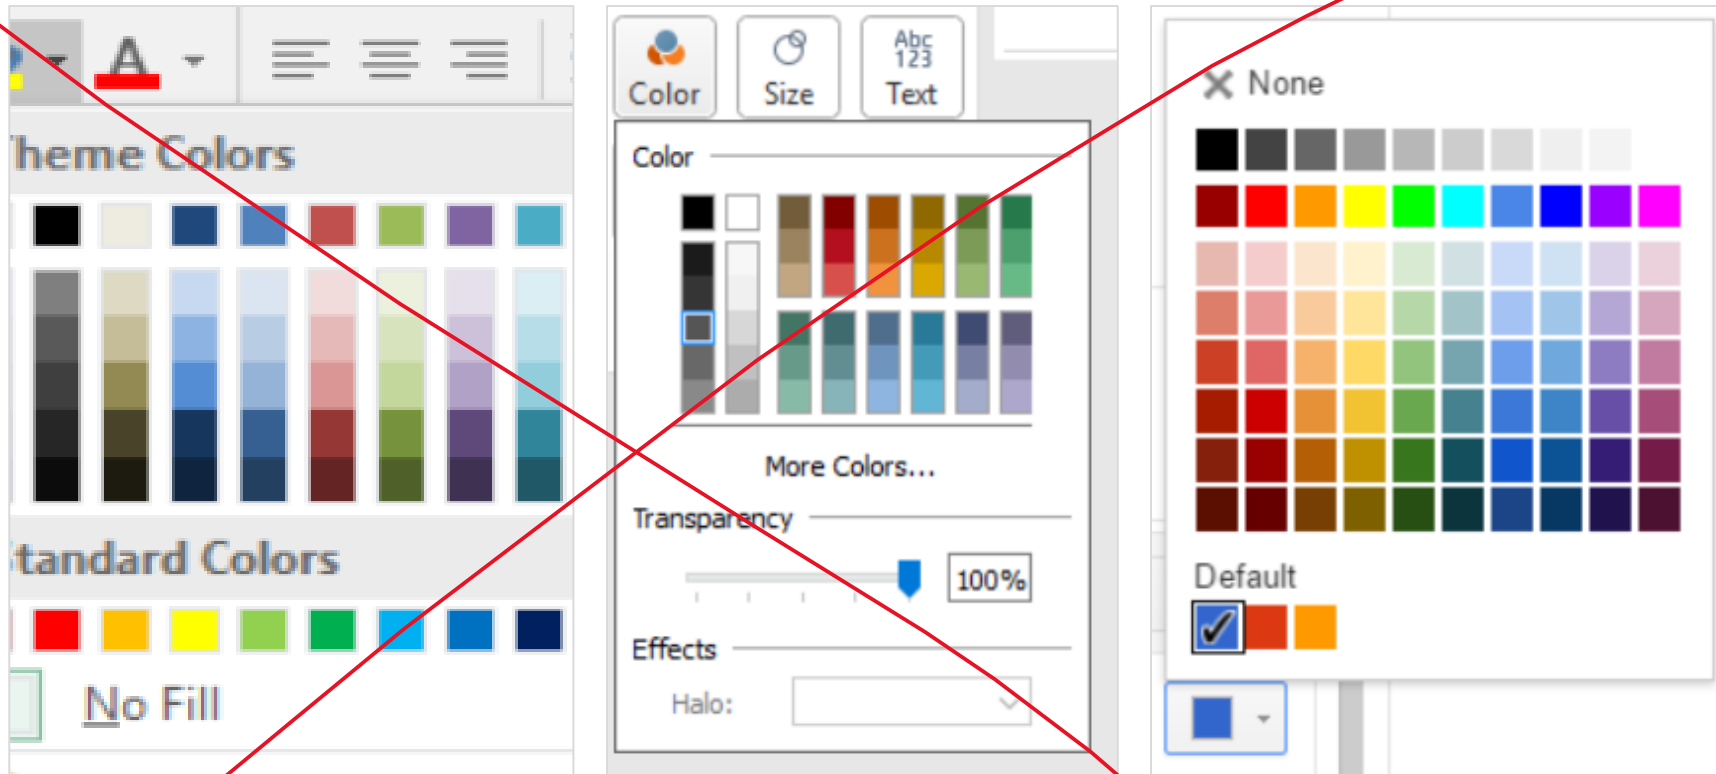 A
heme Colors
tandard Colors
No Fill
Color
Size
Abc
123
Text
Color
More Colors...
Transparency
100%
Effects
Halo:
None
Default